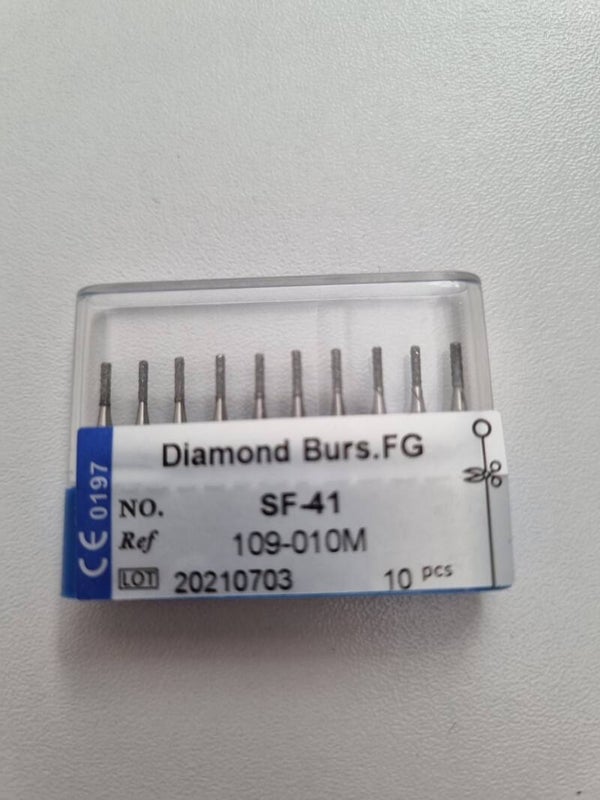 Diamond Burs.FG
NO. SF-41
Ref 109-010M
LOT 20210703 10 pcs
CE 0197